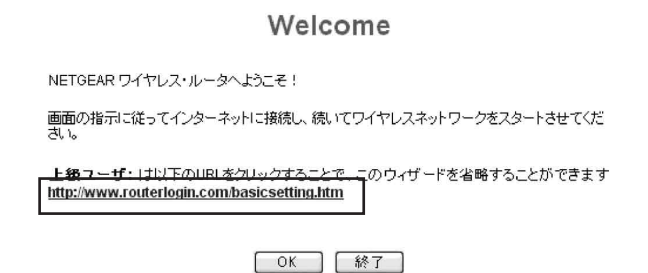 Welcome
NETGEAR ワイヤレス・ルータへようこそ！
画面の指示に従ってインターネットに接続し、続いてワイヤレスネットワークをスタートさせてくだ
さい。
上級ユーザ: は以下のURLをクリックすることで、このウィザードを省略することができます
http://www.routerlogin.com/basicsetting.htm
OK 終了